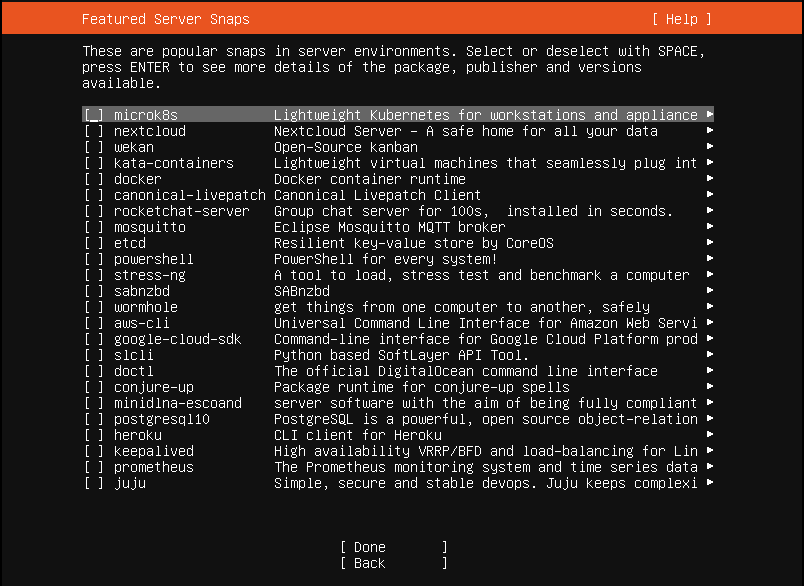 Featured Server Snaps [ Help ]
These are popular snaps in server environments. Select or deselect with SPACE,
press ENTER to see more details of the package, publisher and versions
available.
[_] microk8s Lightweight Kubernetes for workstations and appliance ▸
[ ] nextcloud Nextcloud Server - A safe home for all your data ▸
[ ] wekan Open-Source kanban ▸
[ ] kata-containers Lightweight virtual machines that seamlessly plug int ▸
[ ] docker Docker container runtime ▸
[ ] canonical-livepatch Canonical Livepatch Client ▸
[ ] rocketchat-server Group chat server for 100s, installed in seconds. ▸
[ ] mosquitto Eclipse Mosquitto MQTT broker ▸
[ ] etcd Resilient key-value store by CoreOS ▸
[ ] powershell PowerShell for every system! ▸
[ ] stress-ng A tool to load, stress test and benchmark a computer ▸
[ ] sabnzbd SABnzbd ▸
[ ] wormhole get things from one computer to another, safely ▸
[ ] aws-cli Universal Command Line Interface for Amazon Web Servi ▸
[ ] google-cloud-sdk Command-line interface for Google Cloud Platform prod ▸
[ ] slcli Python based SoftLayer API Tool. ▸
[ ] doctl The official DigitalOcean command line interface ▸
[ ] conjure-up Package runtime for conjure-up spells ▸
[ ] minidlna-escoand server software with the aim of being fully compliant ▸
[ ] postgresql10 PostgreSQL is a powerful, open source object-relation ▸
[ ] heroku CLI client for Heroku ▸
[ ] keepalived High availability VRRP/BFD and load-balancing for Lin ▸
[ ] prometheus The Prometheus monitoring system and time series data ▸
[ ] juju Simple, secure and stable devops. Juju keeps complexi ▸
[ Done ]
[ Back ]